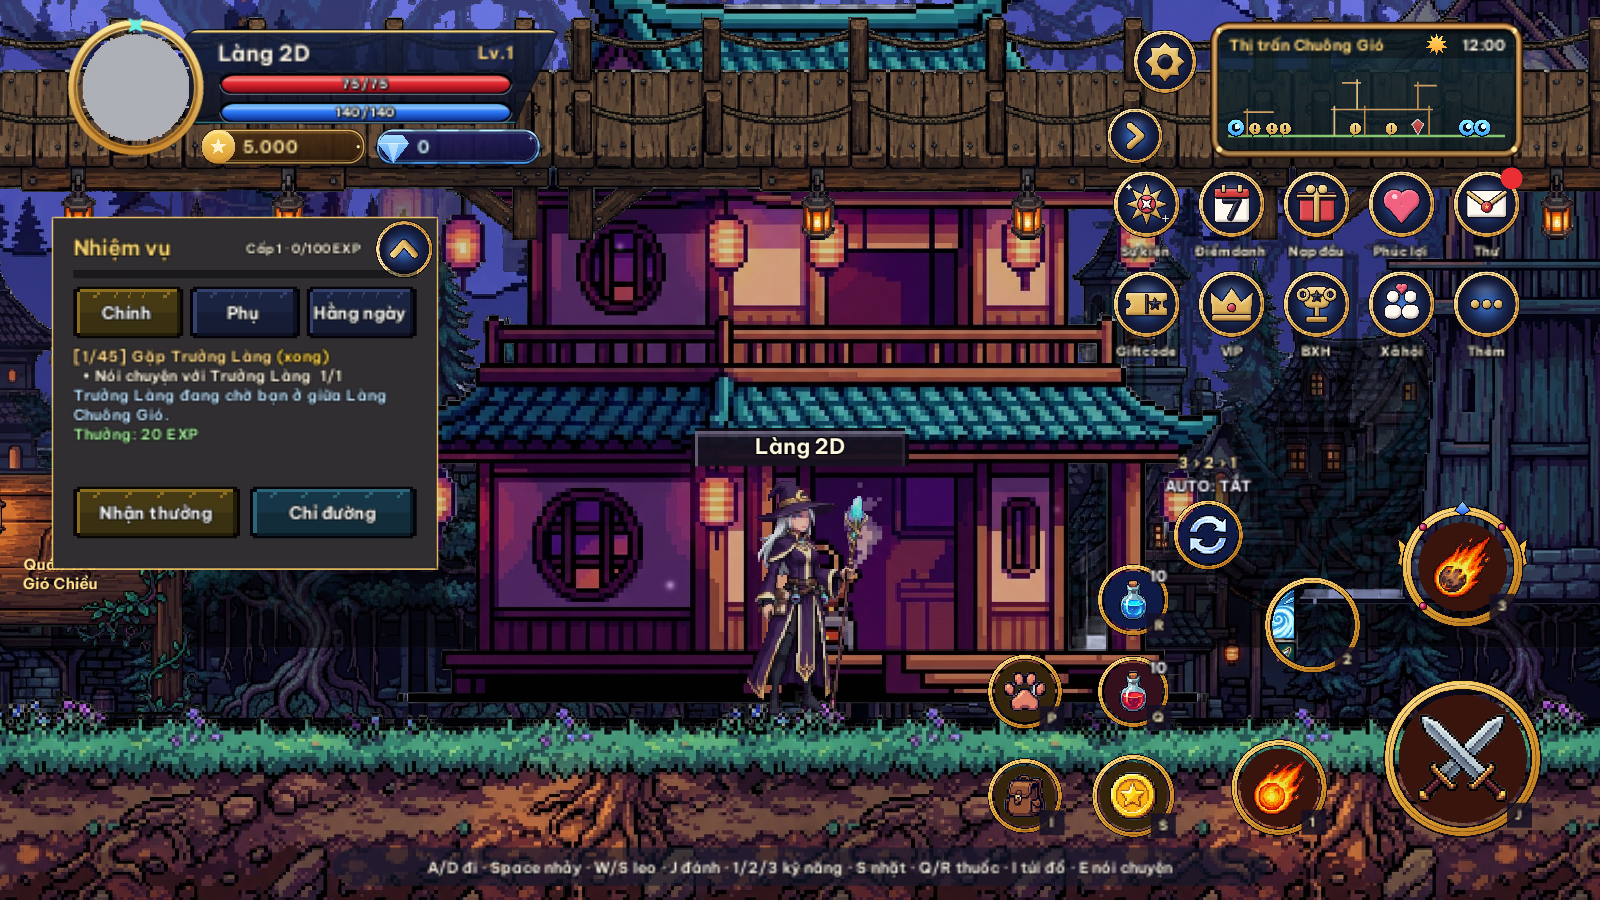 Làng 2D
Lv.1
75/75
140/140
5.000
0
Thị trấn Chuông Gió
12:00
Nhiệm vụ
Cấp 1 · 0/100 EXP
Chính
Phụ
Hằng ngày
[1/45] Gặp Trưởng Làng (xong)
• Nói chuyện với Trưởng Làng 1/1
Trưởng Làng đang chờ bạn ở giữa Làng
Chuông Gió.
Thưởng: 20 EXP
Nhận thưởng
Chỉ đường
Gió Chiều
7
Sự kiện
Điểm danh
Nạp đầu
Phúc lợi
Thư
Giftcode
VIP
BXH
Xã hội
Thêm
Làng 2D
3 › 2 › 1
AUTO: TẮT
10
R
3
2
10
Q
P
I
S
1
J
A/D đi · Space nhảy · W/S leo · J đánh · 1/2/3 kỹ năng · S nhặt · Q/R thuốc · I túi đồ · E nói chuyện